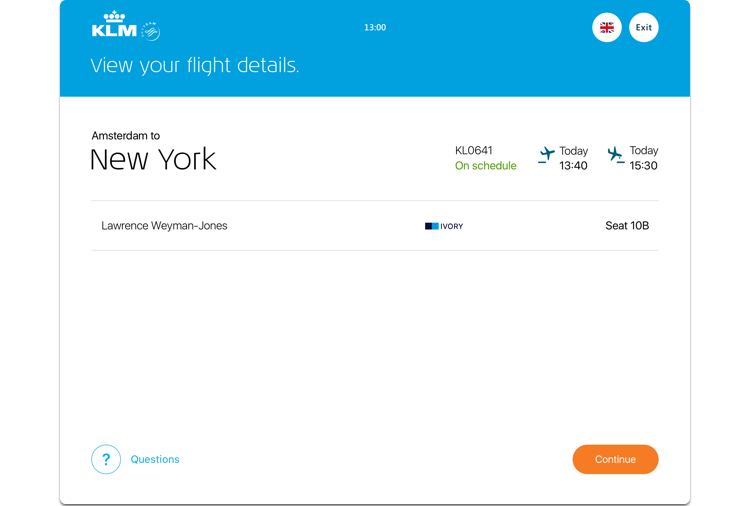 KLM
13:00
Exit
View your flight details.
Amsterdam to
New York
KL0641
On schedule
Today
13:40
Today
15:30
Lawrence Weyman-Jones
IVORY
Seat 10B
?
Questions
Continue